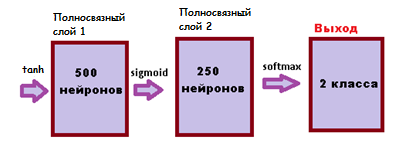 Полносвязный
слой 1
Полносвязный
слой 2
Выход
tanh
500
нейронов
sigmoid
250
нейронов
softmax
2 класса